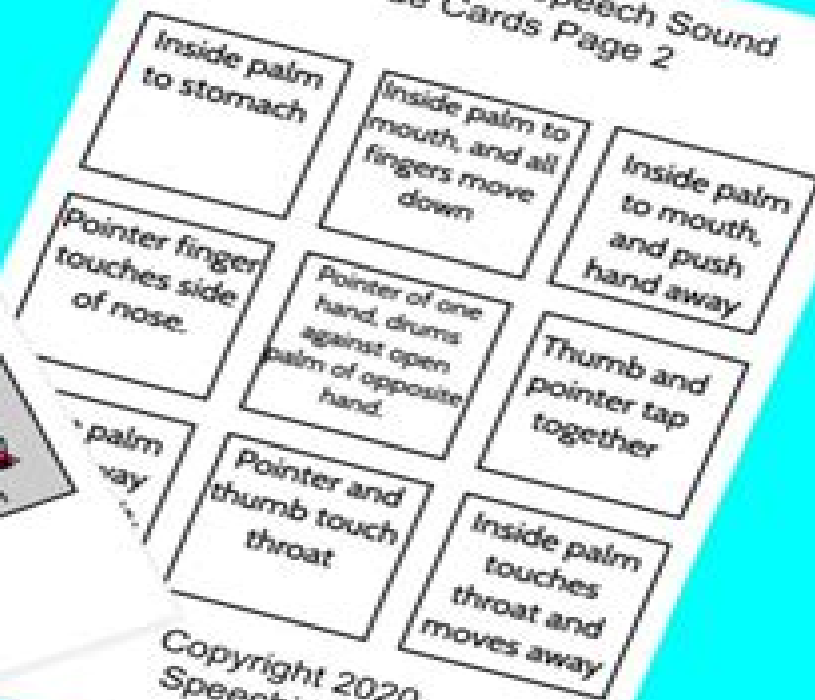 Speech Sound
Cards Page 2
Inside palm
to stomach
Inside palm to
mouth, and all
fingers move
down
Inside palm
to mouth,
and push
hand away
Pointer finger
touches side
of nose.
Pointer of one
hand, drums
against open
palm of opposite
hand.
Thumb and
pointer tap
together
palm
Pointer and
thumb touch
throat
Inside palm
touches
throat and
moves away
Copyright 2020